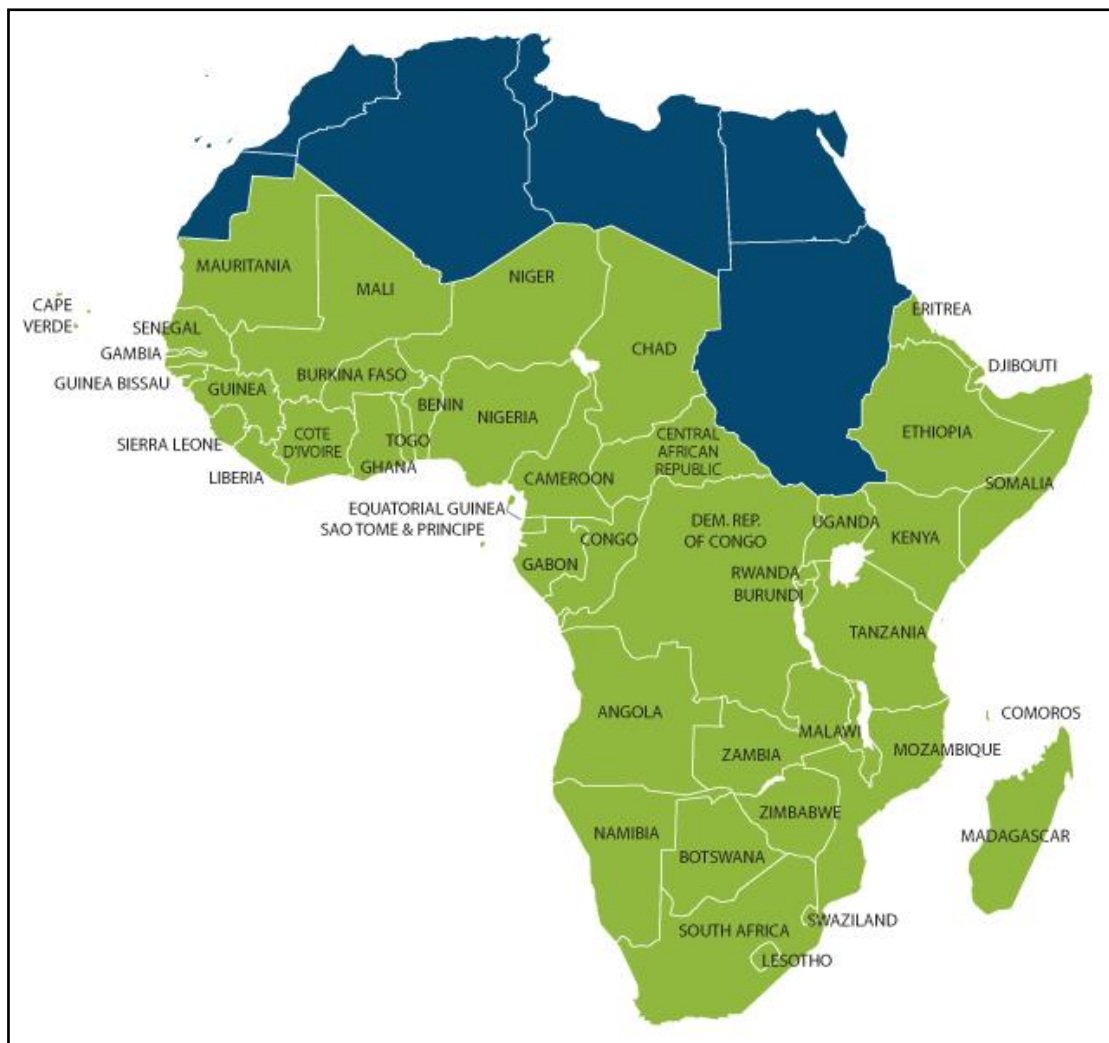 MAURITANIA
MALI
NIGER
CHAD
ERITREA
CAPE
VERDE
SENEGAL
GAMBIA
GUINEA BISSAU
GUINEA
BURKINA FASO
BENIN
NIGERIA
DJIBOUTI
SIERRA LEONE
COTE
D'IVOIRE
TOGO
GHANA
LIBERIA
CAMEROON
CENTRAL
AFRICAN
REPUBLIC
ETHIOPIA
SOMALIA
EQUATORIAL GUINEA
SAO TOME & PRINCIPE
GABON
CONGO
DEM. REP.
OF CONGO
UGANDA
KENYA
RWANDA
BURUNDI
TANZANIA
ANGOLA
ZAMBIA
MALAWI
MOZAMBIQUE
COMOROS
NAMIBIA
BOTSWANA
ZIMBABWE
MADAGASCAR
SOUTH AFRICA
SWAZILAND
LESOTHO